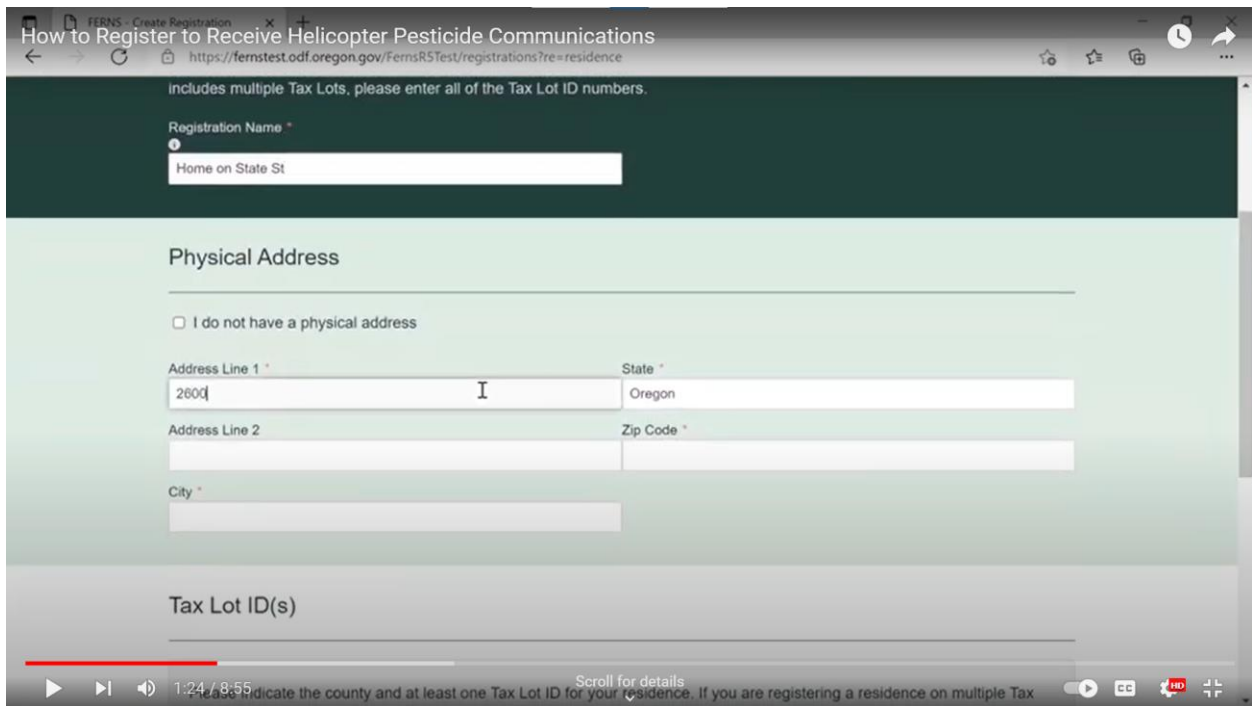 FERNS - Create Registration
How to Register to Receive Helicopter Pesticide Communications
https://fernstest.odf.oregon.gov/FernsR5Test/registrations?re=residence
includes multiple Tax Lots, please enter all of the Tax Lot ID numbers.
Registration Name *
Home on State St
Physical Address
I do not have a physical address
Address Line 1 * State *
2600 Oregon
Address Line 2 Zip Code *
City *
Tax Lot ID(s)
Scroll for details
1:24 / 8:55
Please indicate the county and at least one Tax Lot ID for your residence. If you are registering a residence on multiple Tax
CC HD